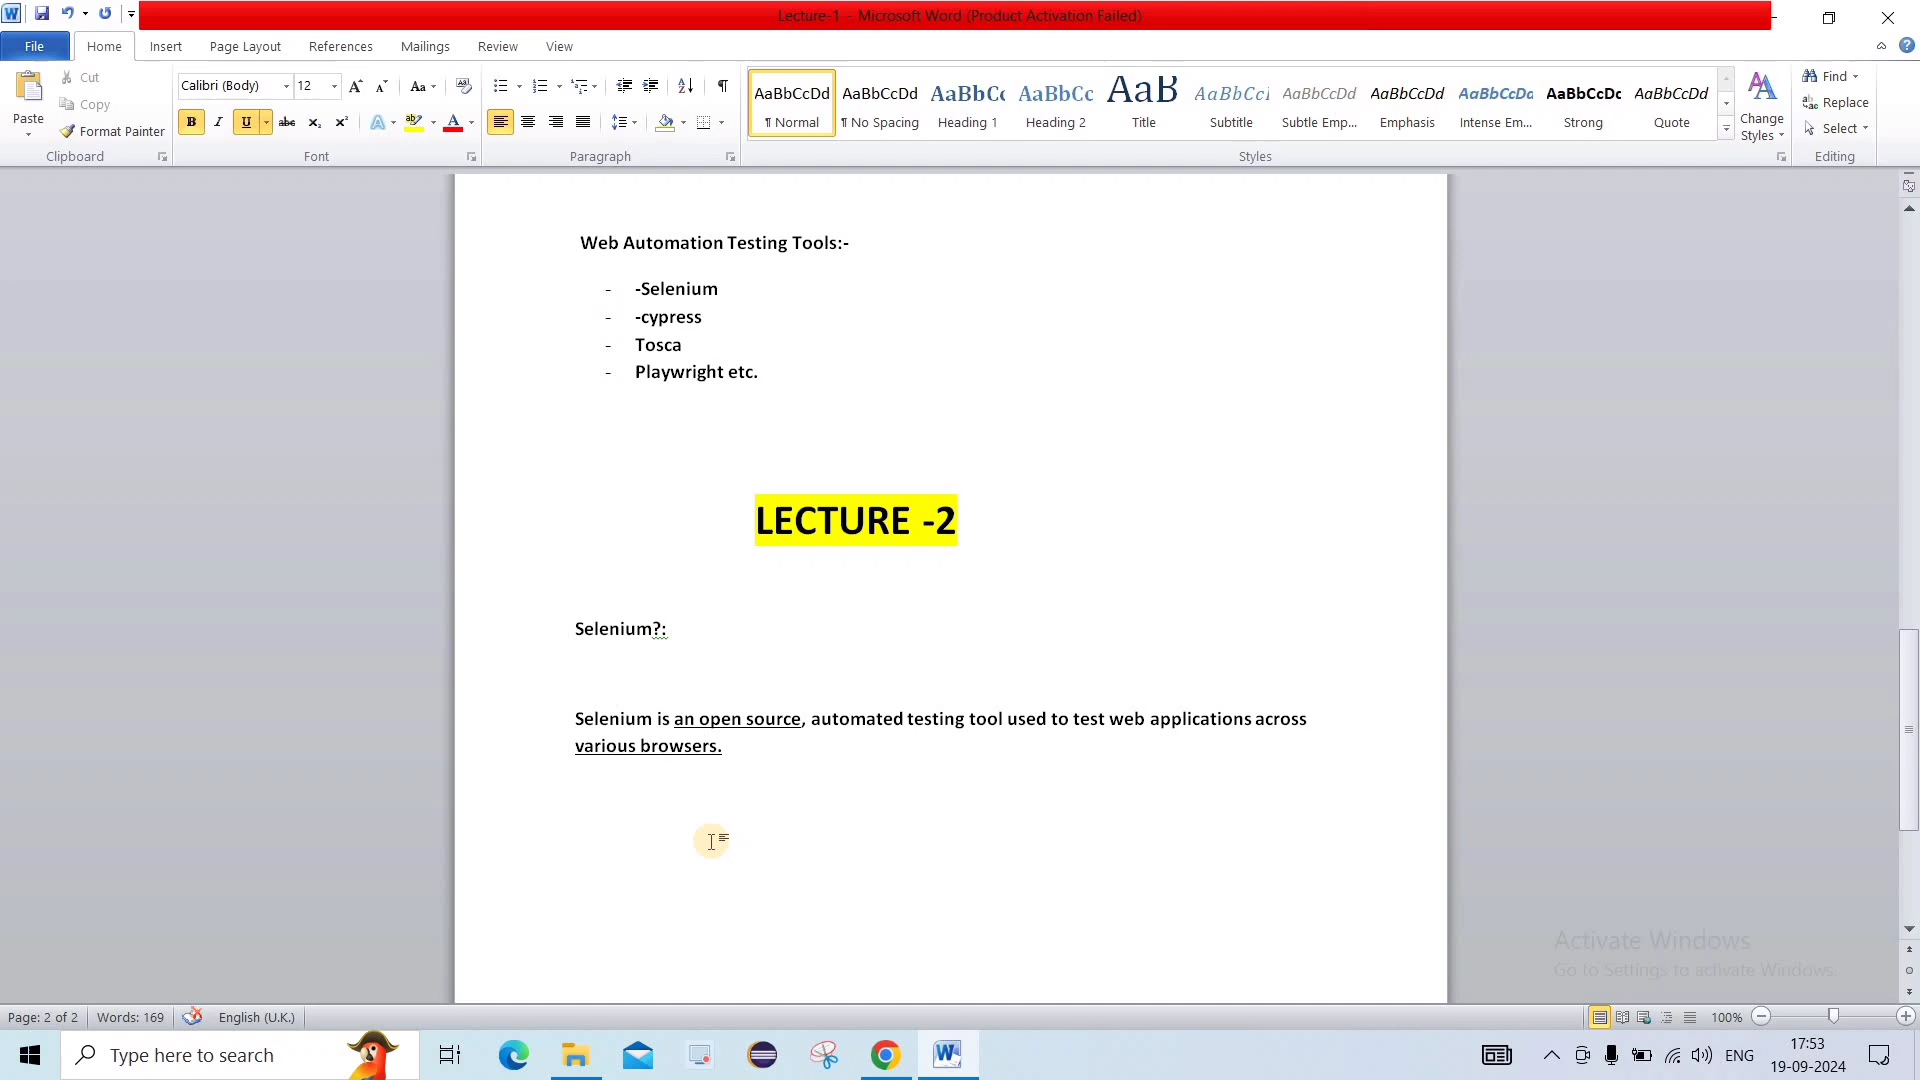 Lecture-1 - Microsoft Word (Product Activation Failed)
File Home Insert Page Layout References Mailings Review View
Paste
Cut
Copy
Format Painter
Clipboard
Calibri (Body) 12
Font
Paragraph
AaBbCcDd AaBbCcDd AaBbCc AaBbCc AaB AaBbCcI AaBbCcDd AaBbCcDd AaBbCcDd AaBbCcDc AaBbCcDd
¶ Normal ¶ No Spacing Heading 1 Heading 2 Title Subtitle Subtle Emp... Emphasis Intense Em... Strong Quote
Change
Styles
Styles
Find
Replace
Select
Editing
Web Automation Testing Tools:-
- -Selenium
- -cypress
- Tosca
- Playwright etc.
LECTURE -2
Selenium?:
Selenium is an open source, automated testing tool used to test web applications across
various browsers.
Activate Windows
Go to Settings to activate Windows.
Page: 2 of 2 Words: 169 English (U.K.) 100%
Type here to search
ENG
17:53
19-09-2024